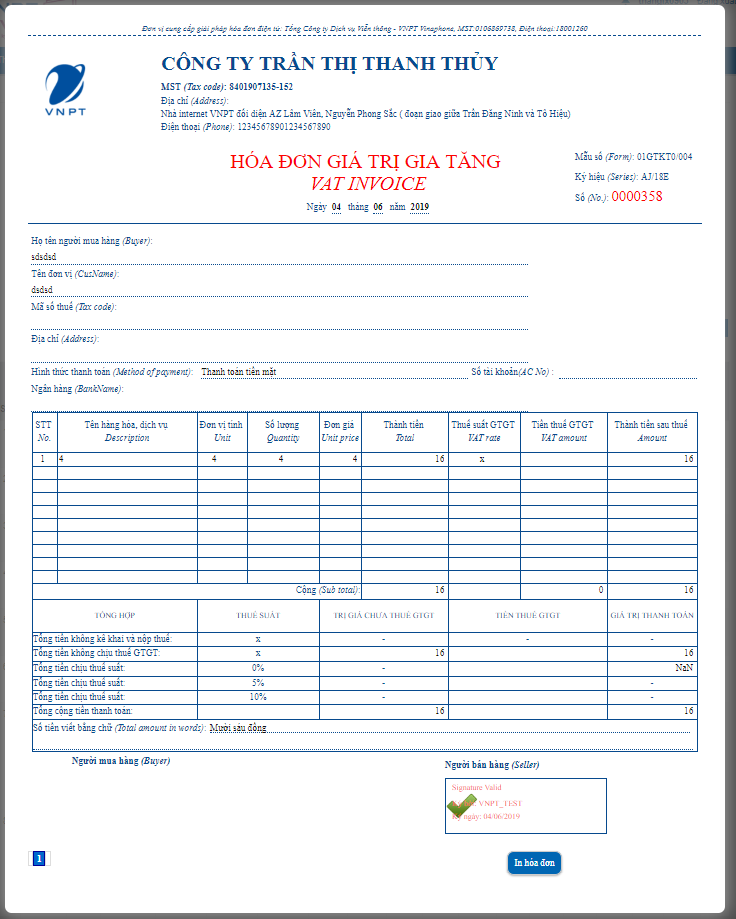 Đơn vị cung cấp giải pháp hóa đơn điện tử: Tổng Công ty Dịch vụ Viễn thông - VNPT Vinaphone, MST:0106869738, Điện thoại:18001260
VNPT
CÔNG TY TRẦN THỊ THANH THỦY
MST (Tax code): 8401907135-152
Địa chỉ (Address):
Nhà internet VNPT đối diện AZ Lâm Viên, Nguyễn Phong Sắc ( đoạn giao giữa Trần Đăng Ninh và Tô Hiệu)
Điện thoại (Phone): 12345678901234567890
HÓA ĐƠN GIÁ TRỊ GIA TĂNG
VAT INVOICE
Ngày 04 tháng 06 năm 2019
Mẫu số (Form): 01GTKT0/004
Ký hiệu (Series): AJ/18E
Số (No.): 0000358
Họ tên người mua hàng (Buyer):
sdsdsd
Tên đơn vị (CusName):
dsdsd
Mã số thuế (Tax code):
Địa chỉ (Address):
Hình thức thanh toán (Method of payment): Thanh toán tiền mặt Số tài khoản(AC No) :
Ngân hàng (BankName):
STT Tên hàng hóa, dịch vụ Đơn vị tính Số lượng Đơn giá Thành tiền Thuế suất GTGT Tiền thuế GTGT Thành tiền sau thuế
No. Description Unit Quantity Unit price Total VAT rate VAT amount Amount
1 4 4 4 4 16 x 16
Cộng (Sub total): 16 0 16
TỔNG HỢP THUẾ SUẤT TRỊ GIÁ CHƯA THUẾ GTGT TIỀN THUẾ GTGT GIÁ TRỊ THANH TOÁN
Tổng tiền không kê khai và nộp thuế: x - - -
Tổng tiền không chịu thuế GTGT: x 16 16
Tổng tiền chịu thuế suất: 0% - NaN
Tổng tiền chịu thuế suất: 5% - -
Tổng tiền chịu thuế suất: 10% - -
Tổng cộng tiền thanh toán: 16 16
Số tiền viết bằng chữ (Total amount in words): Mười sáu đồng
Người mua hàng (Buyer)
Người bán hàng (Seller)
Signature Valid
VNPT_TEST
ngày: 04/06/2019
1
In hóa đơn